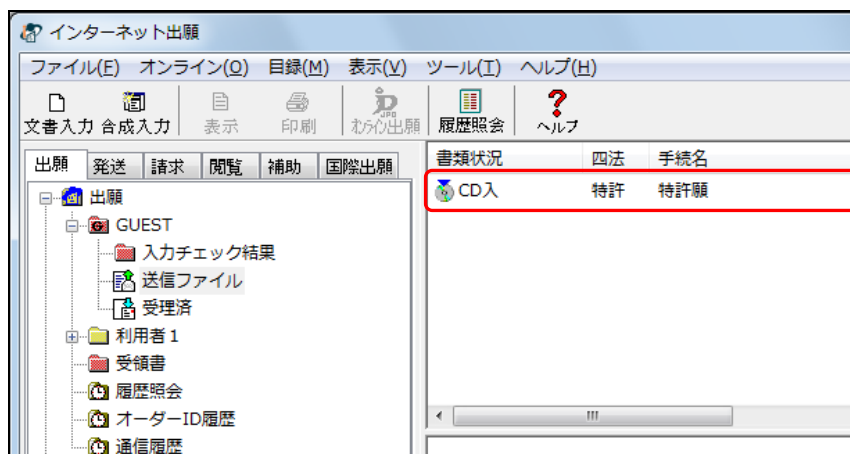 インターネット出願
ファイル(F) オンライン(O) 目録(M) 表示(V) ツール(T) ヘルプ(H)
文書入力 合成入力 表示 印刷 オンライン出願 履歴照会 ヘルプ
出願 発送 請求 閲覧 補助 国際出願
書類状況 四法 手続名
CD入 特許 特許願
出願
GUEST
入力チェック結果
送信ファイル
受理済
利用者1
受領書
履歴照会
オーダーID履歴
通信履歴